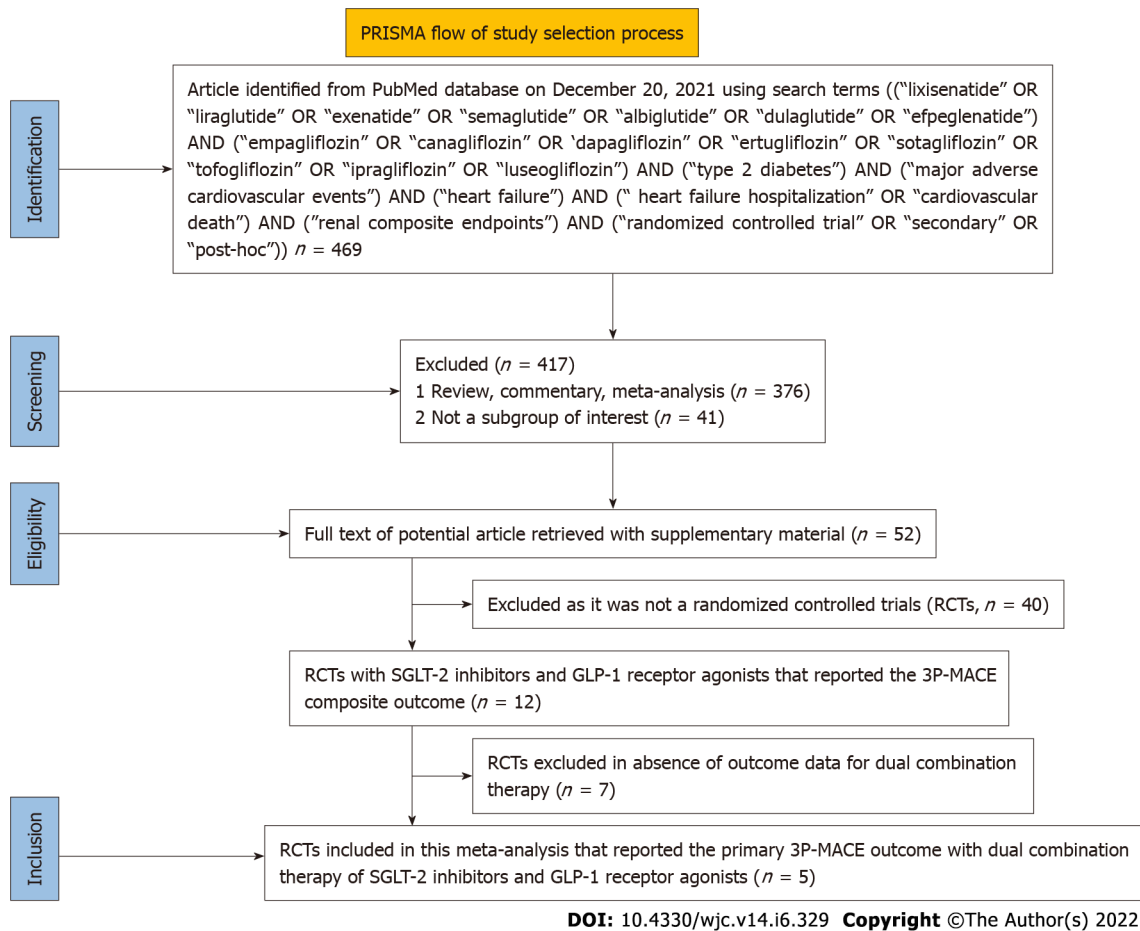 PRISMA flow of study selection process
Identification
Article identified from PubMed database on December 20, 2021 using search terms ((“lixisenatide” OR
“liraglutide” OR “exenatide” OR “semaglutide” OR “albiglutide” OR “dulaglutide” OR “efpeglenatide”)
AND (“empagliflozin” OR “canagliflozin” OR ‘dapagliflozin” OR “ertugliflozin” OR “sotagliflozin” OR
“tofogliflozin” OR “ipragliflozin” OR “luseogliflozin”) AND (“type 2 diabetes”) AND (“major adverse
cardiovascular events”) AND (“heart failure”) AND (“ heart failure hospitalization” OR “cardiovascular
death”) AND (”renal composite endpoints”) AND (“randomized controlled trial” OR “secondary” OR
“post-hoc”)) n = 469
Screening
Excluded (n = 417)
1 Review, commentary, meta-analysis (n = 376)
2 Not a subgroup of interest (n = 41)
Eligibility
Full text of potential article retrieved with supplementary material (n = 52)
Excluded as it was not a randomized controlled trials (RCTs, n = 40)
RCTs with SGLT-2 inhibitors and GLP-1 receptor agonists that reported the 3P-MACE
composite outcome (n = 12)
RCTs excluded in absence of outcome data for dual combination
therapy (n = 7)
Inclusion
RCTs included in this meta-analysis that reported the primary 3P-MACE outcome with dual combination
therapy of SGLT-2 inhibitors and GLP-1 receptor agonists (n = 5)
DOI: 10.4330/wjc.v14.i6.329 Copyright ©The Author(s) 2022